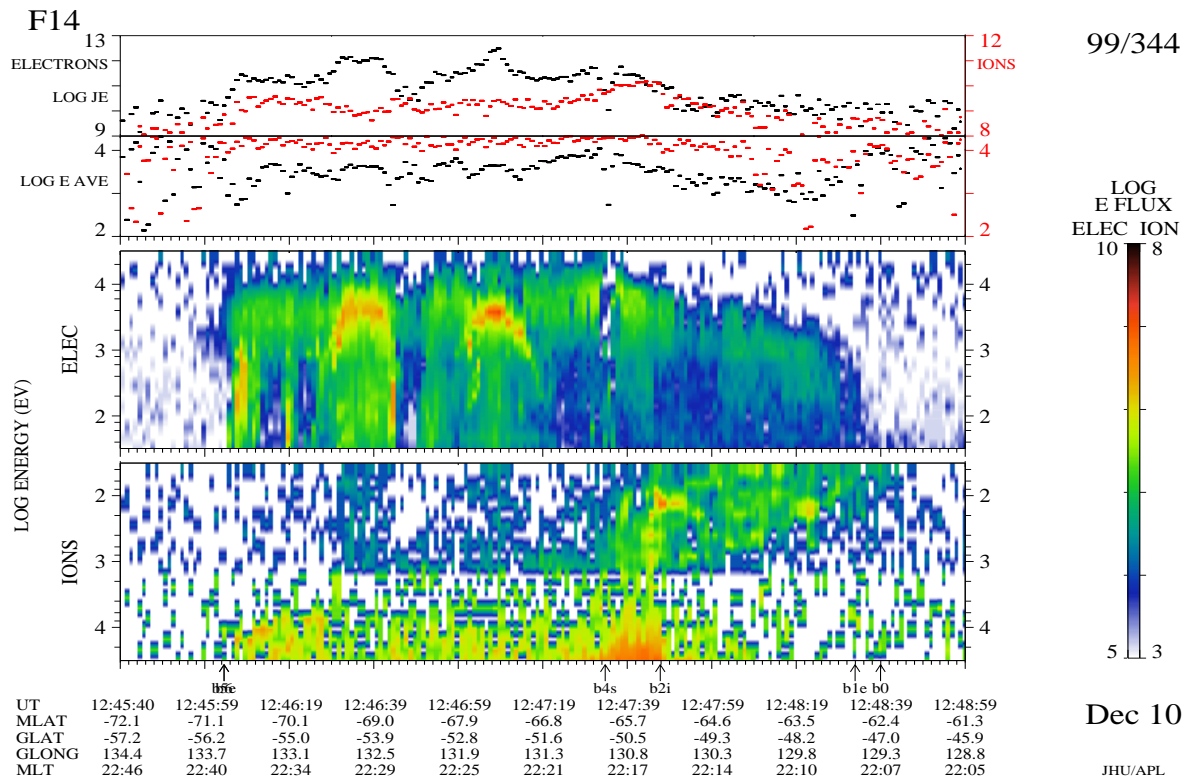 F14
99/344
13
12
ELECTRONS
IONS
LOG JE
9
8
4
4
LOG E AVE
2
2
LOG
E FLUX
ELEC ION
10
8
5
3
LOG ENERGY (EV)
ELEC
4
3
2
4
3
2
IONS
2
3
4
2
3
4
b4s
b2i
b1e
b0
UT 12:45:40 12:45:59 12:46:19 12:46:39 12:46:59 12:47:19 12:47:39 12:47:59 12:48:19 12:48:39 12:48:59
MLAT -72.1 -71.1 -70.1 -69.0 -67.9 -66.8 -65.7 -64.6 -63.5 -62.4 -61.3
GLAT -57.2 -56.2 -55.0 -53.9 -52.8 -51.6 -50.5 -49.3 -48.2 -47.0 -45.9
GLONG 134.4 133.7 133.1 132.5 131.9 131.3 130.8 130.3 129.8 129.3 128.8
MLT 22:46 22:40 22:34 22:29 22:25 22:21 22:17 22:14 22:10 22:07 22:05
Dec 10
JHU/APL